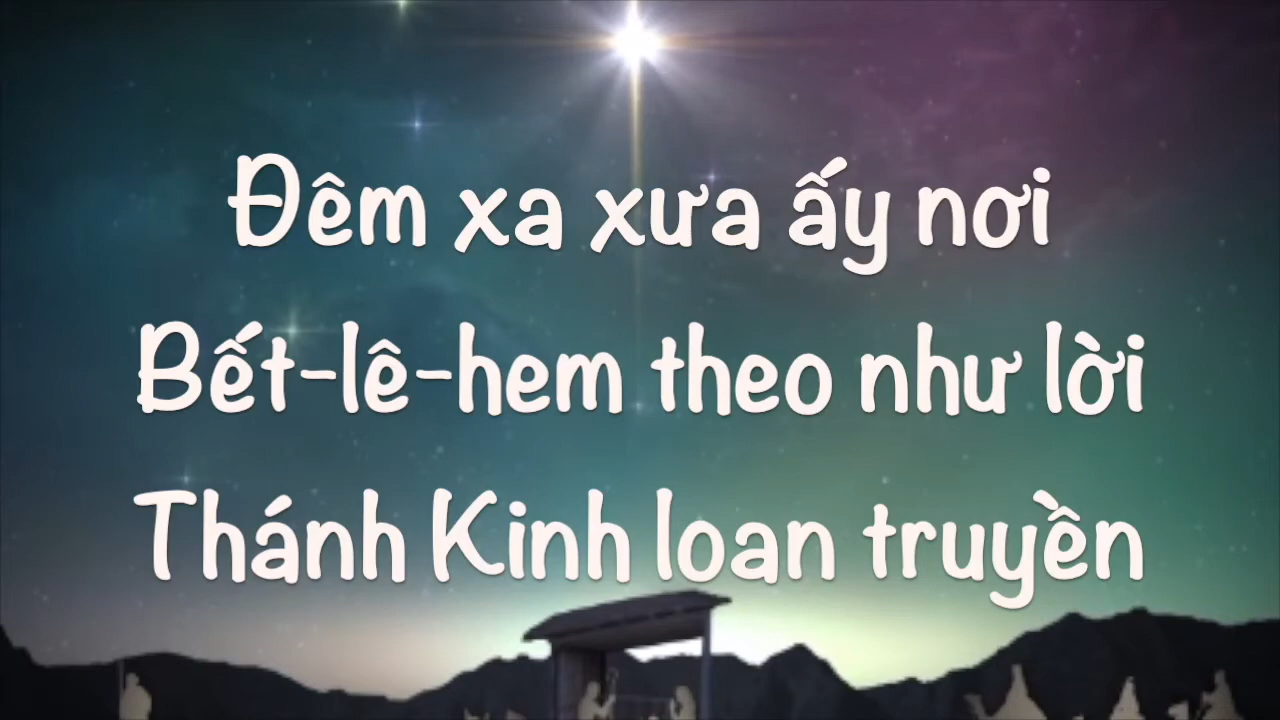 Đêm xa xưa ấy nơi
Bết-lê-hem theo như lời
Thánh Kinh loan truyền